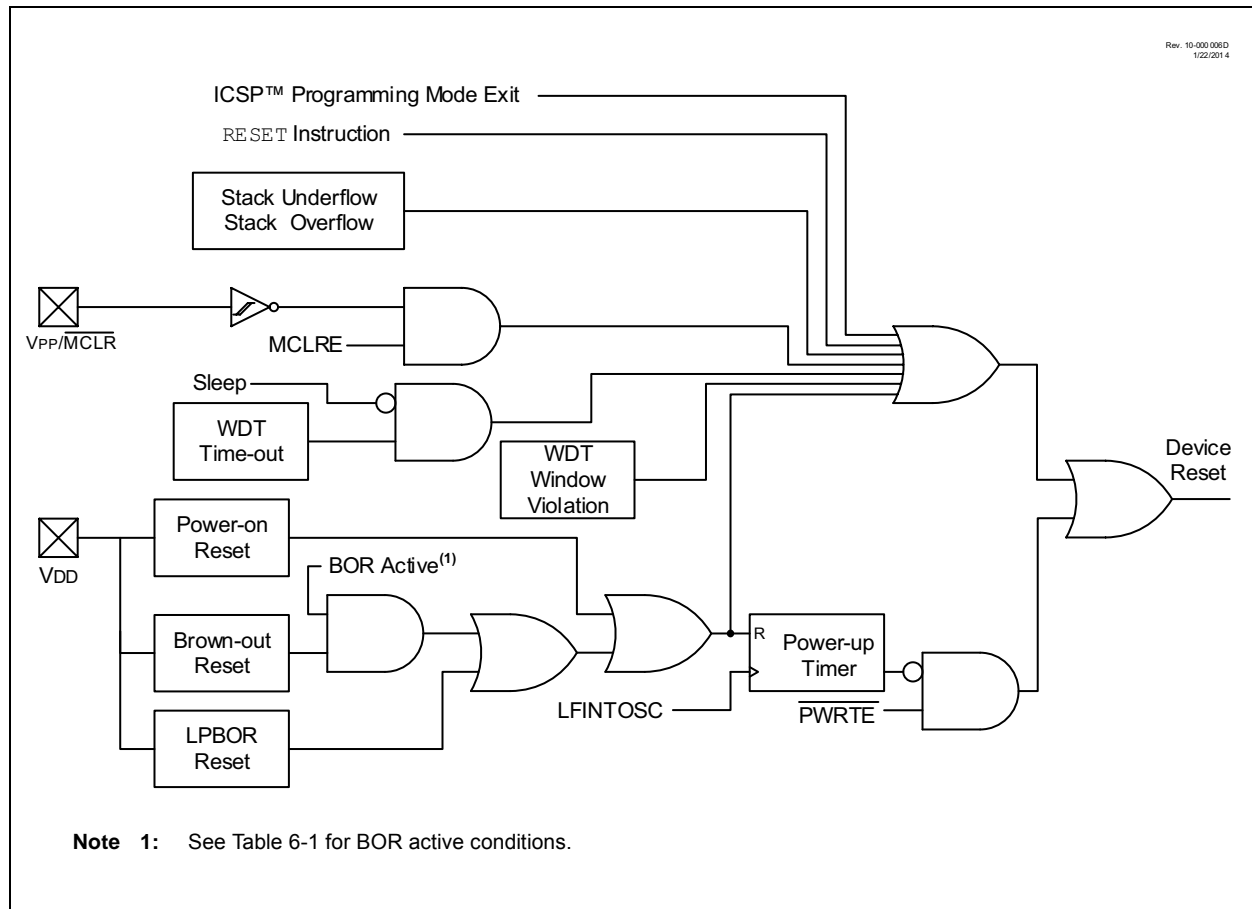 Rev. 10-000 006D
1/22/201 4
ICSP™ Programming Mode Exit
RESET Instruction
Stack Underflow
Stack Overflow
VPP/MCLR
MCLRE
Sleep
WDT
Time-out
WDT
Window
Violation
Device
Reset
Power-on
Reset
VDD
BOR Active(1)
Brown-out
Reset
R
Power-up
Timer
LFINTOSC
PWRTE
LPBOR
Reset
Note 1: See Table 6-1 for BOR active conditions.